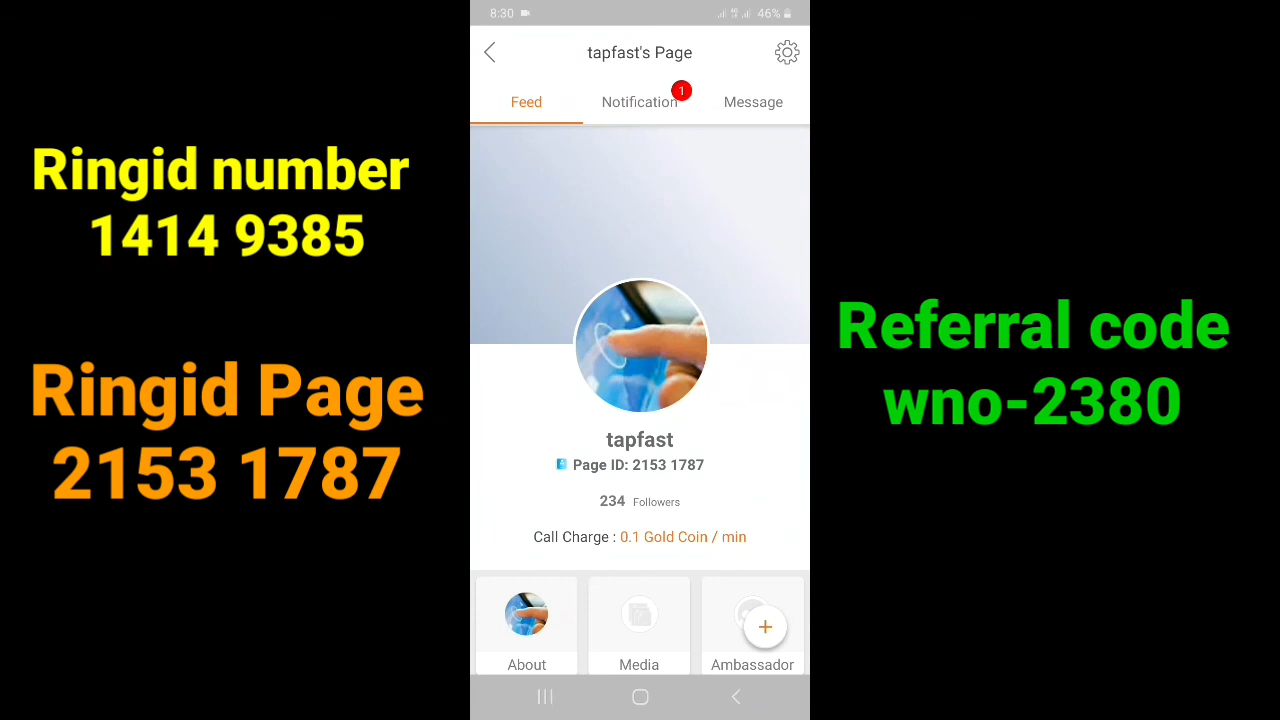 Ringid number
1414 9385
Ringid Page
2153 1787
8:30
46%
tapfast's Page
Feed
Notification
1
Message
tapfast
Page ID: 2153 1787
234 Followers
Call Charge : 0.1 Gold Coin / min
About
Media
Ambassador
Referral code
wno-2380